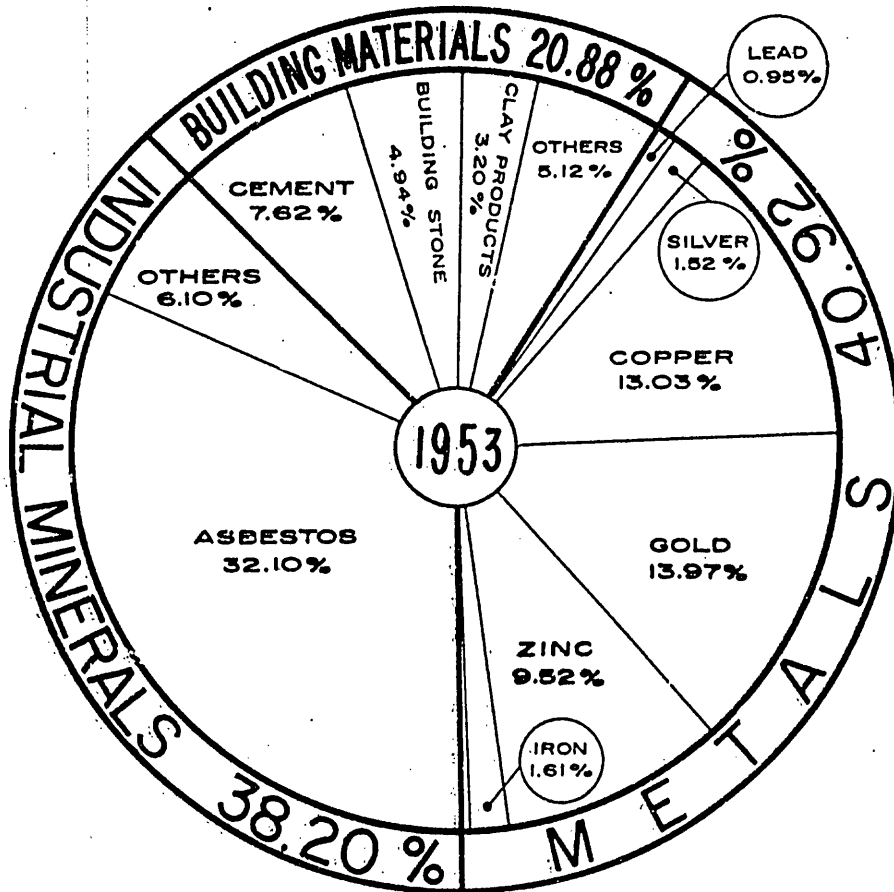 BUILDING MATERIALS 20.88 %
LEAD
0.95%
METALS 40.92 %
INDUSTRIAL MINERALS 38.20 %
CEMENT
7.62%
BUILDING STONE
4.94%
CLAY PRODUCTS
3.20%
OTHERS
5.12%
SILVER
1.52%
OTHERS
6.10%
COPPER
13.03%
1953
ASBESTOS
32.10%
GOLD
13.97%
ZINC
9.52%
IRON
1.61%